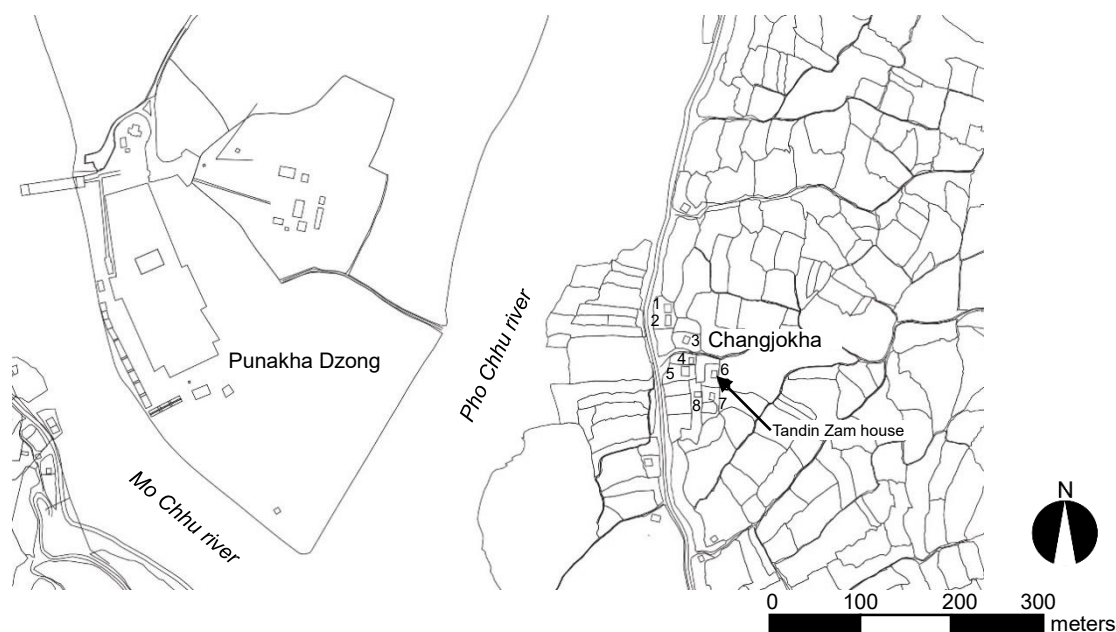 1
2
3
Changjokha
4
5
6
7
8
Tandin Zam house
Punakha Dzong
Pho Chhu river
Mo Chhu river
N
0 100 200 300
meters